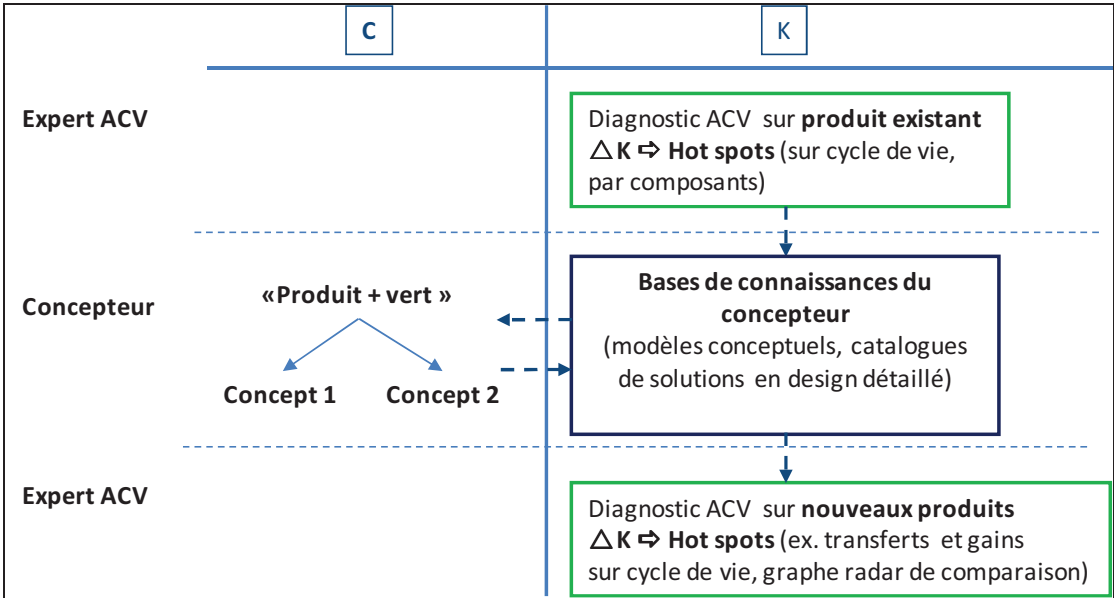 C
K
Expert ACV
Diagnostic ACV sur produit existant
△K ⇨ Hot spots (sur cycle de vie,
par composants)
Concepteur
«Produit + vert »
Concept 1
Concept 2
Bases de connaissances du
concepteur
(modèles conceptuels, catalogues
de solutions en design détaillé)
Expert ACV
Diagnostic ACV sur nouveaux produits
△K ⇨ Hot spots (ex. transferts et gains
sur cycle de vie, graphe radar de comparaison)